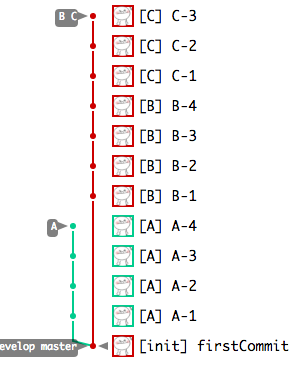 B C [C] C-3
[C] C-2
[C] C-1
[B] B-4
[B] B-3
[B] B-2
[B] B-1
A [A] A-4
[A] A-3
[A] A-2
[A] A-1
evelop master [init] firstCommit